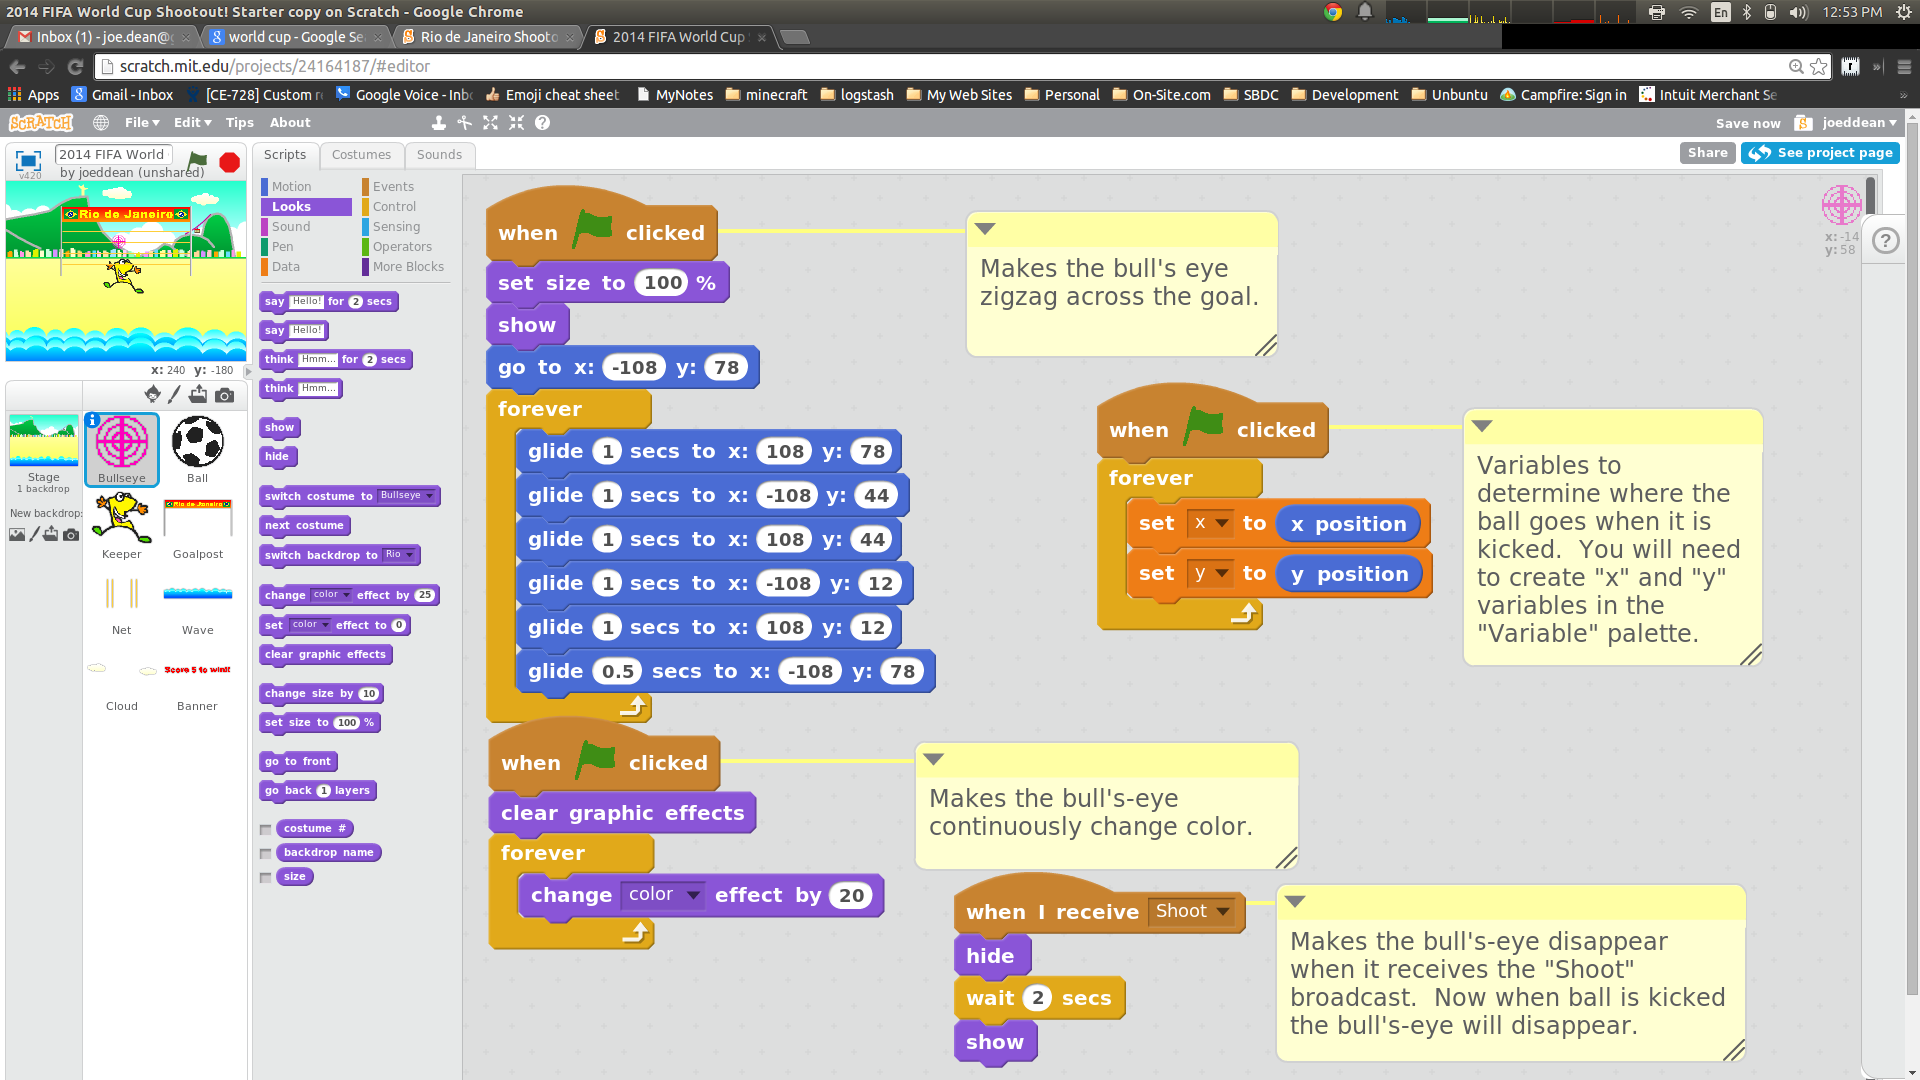 2014 FIFA World Cup Shootout! Starter copy on Scratch - Google Chrome
En
12:53 PM
Inbox (1) - joe.dean@
world cup - Google Se
Rio de Janeiro Shooto
2014 FIFA World Cup
scratch.mit.edu/projects/24164187/#editor
Apps
Gmail - Inbox
[CE-728] Custom r
Google Voice - Inb
Emoji cheat sheet
MyNotes
minecraft
logstash
My Web Sites
Personal
On-Site.com
SBDC
Development
Unbuntu
Campfire: Sign in
Intuit Merchant Se
SCRATCH
File
Edit
Tips
About
Save now
joeddean
2014 FIFA World
by joeddean (unshared)
v420
Scripts
Costumes
Sounds
Share
See project page
Rio de Janeiro
x: 240 y: -180
Stage
1 backdrop
New backdrop:
Bullseye
Ball
Keeper
Rio de Janeiro
Goalpost
Net
Wave
Cloud
Score 5 to win!!
Banner
Motion
Looks
Sound
Pen
Data
Events
Control
Sensing
Operators
More Blocks
say Hello! for 2 secs
say Hello!
think Hmm... for 2 secs
think Hmm...
show
hide
switch costume to Bullseye
next costume
switch backdrop to Rio
change color effect by 25
set color effect to 0
clear graphic effects
change size by 10
set size to 100 %
go to front
go back 1 layers
costume #
backdrop name
size
when clicked
set size to 100 %
show
go to x: -108 y: 78
forever
glide 1 secs to x: 108 y: 78
glide 1 secs to x: -108 y: 44
glide 1 secs to x: 108 y: 44
glide 1 secs to x: -108 y: 12
glide 1 secs to x: 108 y: 12
glide 0.5 secs to x: -108 y: 78
Makes the bull's eye
zigzag across the goal.
x: -14
y: 58
?
when clicked
forever
set x to x position
set y to y position
Variables to
determine where the
ball goes when it is
kicked. You will need
to create "x" and "y"
variables in the
"Variable" palette.
when clicked
clear graphic effects
forever
change color effect by 20
Makes the bull's-eye
continuously change color.
when I receive Shoot
hide
wait 2 secs
show
Makes the bull's-eye disappear
when it receives the "Shoot"
broadcast. Now when ball is kicked
the bull's-eye will disappear.